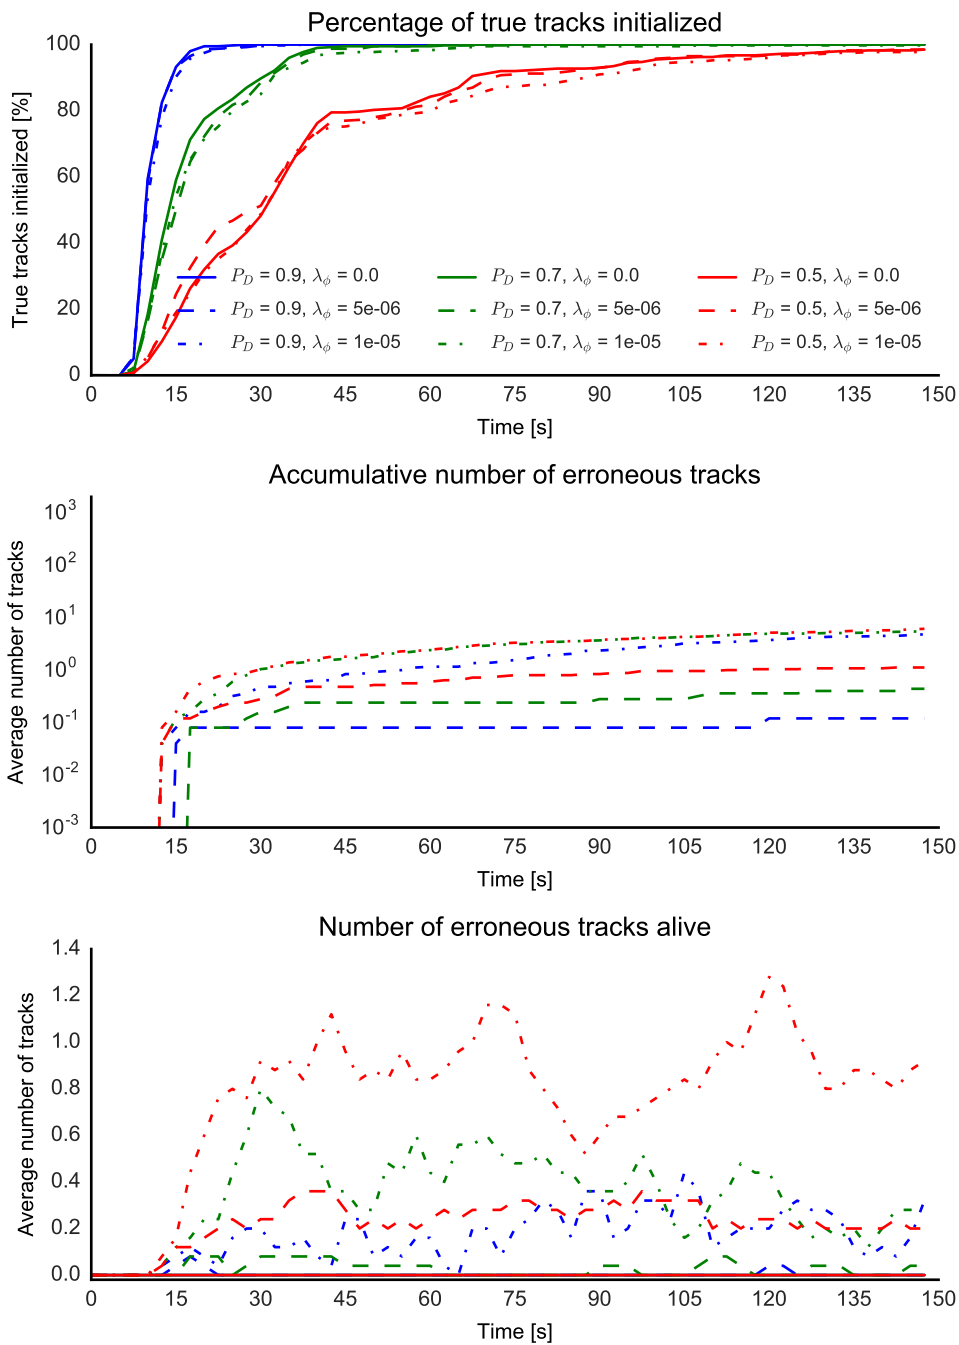 Percentage of true tracks initialized
True tracks initialized [%]
100
80
60
40
20
0
P_D = 0.9, λ_ϕ = 0.0
P_D = 0.7, λ_ϕ = 0.0
P_D = 0.5, λ_ϕ = 0.0
P_D = 0.9, λ_ϕ = 5e-06
P_D = 0.7, λ_ϕ = 5e-06
P_D = 0.5, λ_ϕ = 5e-06
P_D = 0.9, λ_ϕ = 1e-05
P_D = 0.7, λ_ϕ = 1e-05
P_D = 0.5, λ_ϕ = 1e-05
0 15 30 45 60 75 90 105 120 135 150
Time [s]
Accumulative number of erroneous tracks
Average number of tracks
10^3
10^2
10^1
10^0
10^-1
10^-2
10^-3
0 15 30 45 60 75 90 105 120 135 150
Time [s]
Number of erroneous tracks alive
Average number of tracks
1.4
1.2
1.0
0.8
0.6
0.4
0.2
0.0
0 15 30 45 60 75 90 105 120 135 150
Time [s]